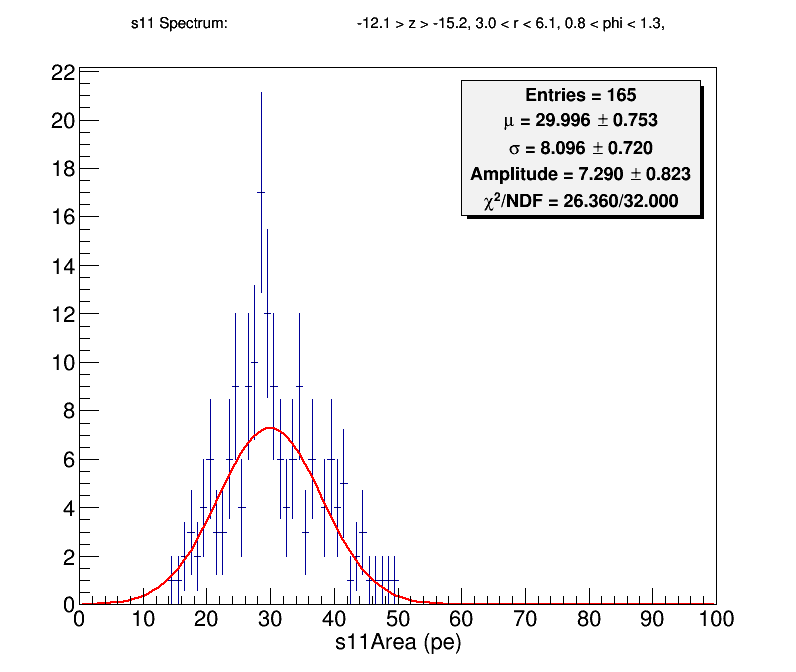 s11 Spectrum: -12.1 > z > -15.2, 3.0 < r < 6.1, 0.8 < phi < 1.3,
Entries = 165
μ = 29.996 ± 0.753
σ = 8.096 ± 0.720
Amplitude = 7.290 ± 0.823
χ²/NDF = 26.360/32.000
22
20
18
16
14
12
10
8
6
4
2
0
0 10 20 30 40 50 60 70 80 90 100
s11Area (pe)